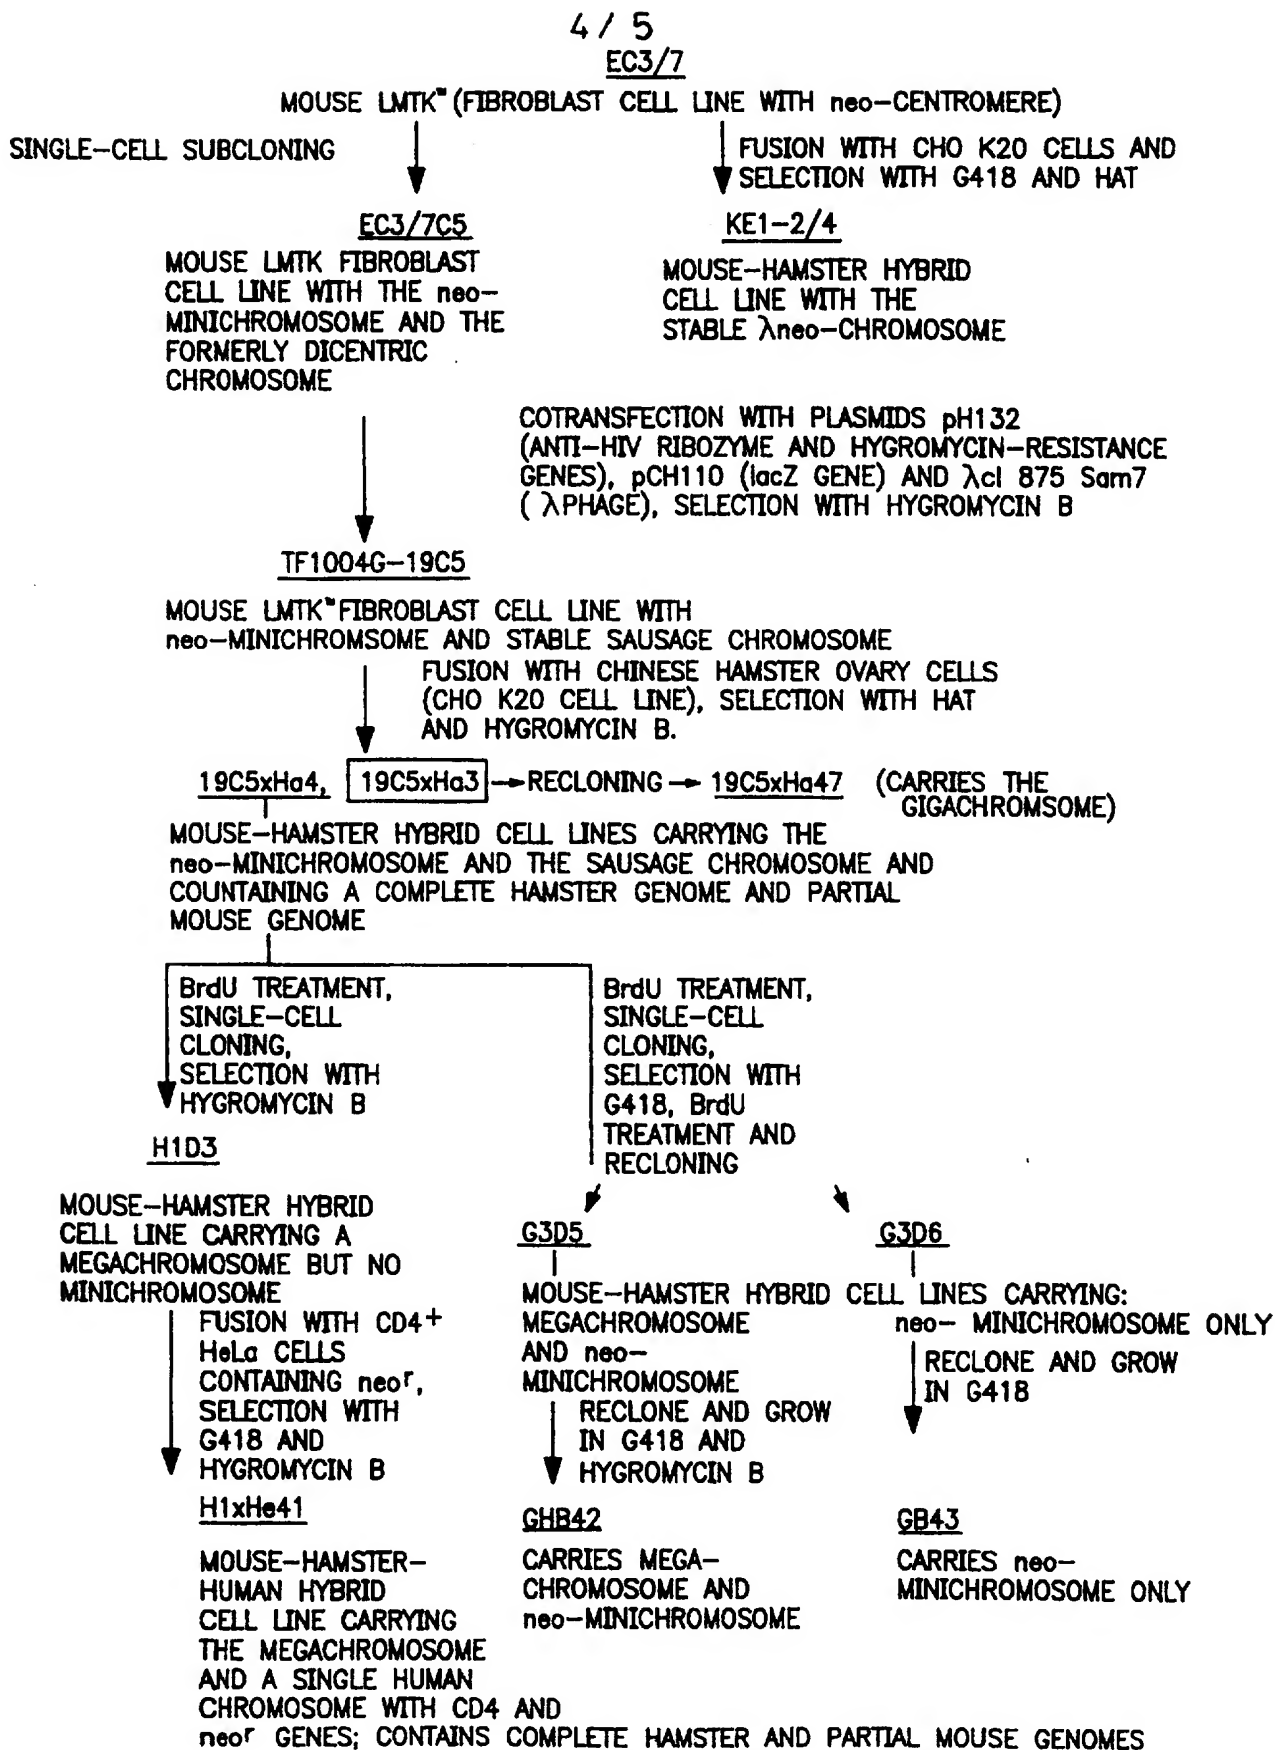 4 / 5
EC3/7
MOUSE LMTK⁻ (FIBROBLAST CELL LINE WITH neo-CENTROMERE)
SINGLE-CELL SUBCLONING
FUSION WITH CHO K20 CELLS AND
SELECTION WITH G418 AND HAT
EC3/7C5
MOUSE LMTK FIBROBLAST
CELL LINE WITH THE neo-
MINICHROMOSOME AND THE
FORMERLY DICENTRIC
CHROMOSOME
KE1-2/4
MOUSE-HAMSTER HYBRID
CELL LINE WITH THE
STABLE λneo-CHROMOSOME
COTRANSFECTION WITH PLASMIDS pH132
(ANTI-HIV RIBOZYME AND HYGROMYCIN-RESISTANCE
GENES), pCH110 (lacZ GENE) AND λcI 875 Sam7
( λPHAGE), SELECTION WITH HYGROMYCIN B
TF1004G-19C5
MOUSE LMTK⁻ FIBROBLAST CELL LINE WITH
neo-MINICHROMSOME AND STABLE SAUSAGE CHROMOSOME
FUSION WITH CHINESE HAMSTER OVARY CELLS
(CHO K20 CELL LINE), SELECTION WITH HAT
AND HYGROMYCIN B.
19C5xHa4, 19C5xHa3 → RECLONING → 19C5xHa47 (CARRIES THE
GIGACHROMSOME)
MOUSE-HAMSTER HYBRID CELL LINES CARRYING THE
neo-MINICHROMOSOME AND THE SAUSAGE CHROMOSOME AND
COUNTAINING A COMPLETE HAMSTER GENOME AND PARTIAL
MOUSE GENOME
BrdU TREATMENT,
SINGLE-CELL
CLONING,
SELECTION WITH
HYGROMYCIN B
BrdU TREATMENT,
SINGLE-CELL
CLONING,
SELECTION WITH
G418, BrdU
TREATMENT AND
RECLONING
H1D3
MOUSE-HAMSTER HYBRID
CELL LINE CARRYING A
MEGACHROMOSOME BUT NO
MINICHROMOSOME
G3D5
G3D6
MOUSE-HAMSTER HYBRID CELL LINES CARRYING:
MEGACHROMOSOME
AND neo-
MINICHROMOSOME
neo- MINICHROMOSOME ONLY
FUSION WITH CD4+
HeLa CELLS
CONTAINING neoʳ,
SELECTION WITH
G418 AND
HYGROMYCIN B
RECLONE AND GROW
IN G418 AND
HYGROMYCIN B
RECLONE AND GROW
IN G418
H1xHe41
MOUSE-HAMSTER-
HUMAN HYBRID
CELL LINE CARRYING
THE MEGACHROMOSOME
AND A SINGLE HUMAN
CHROMOSOME WITH CD4 AND
neoʳ GENES; CONTAINS COMPLETE HAMSTER AND PARTIAL MOUSE GENOMES
GHB42
CARRIES MEGA-
CHROMOSOME AND
neo-MINICHROMOSOME
GB43
CARRIES neo-
MINICHROMOSOME ONLY